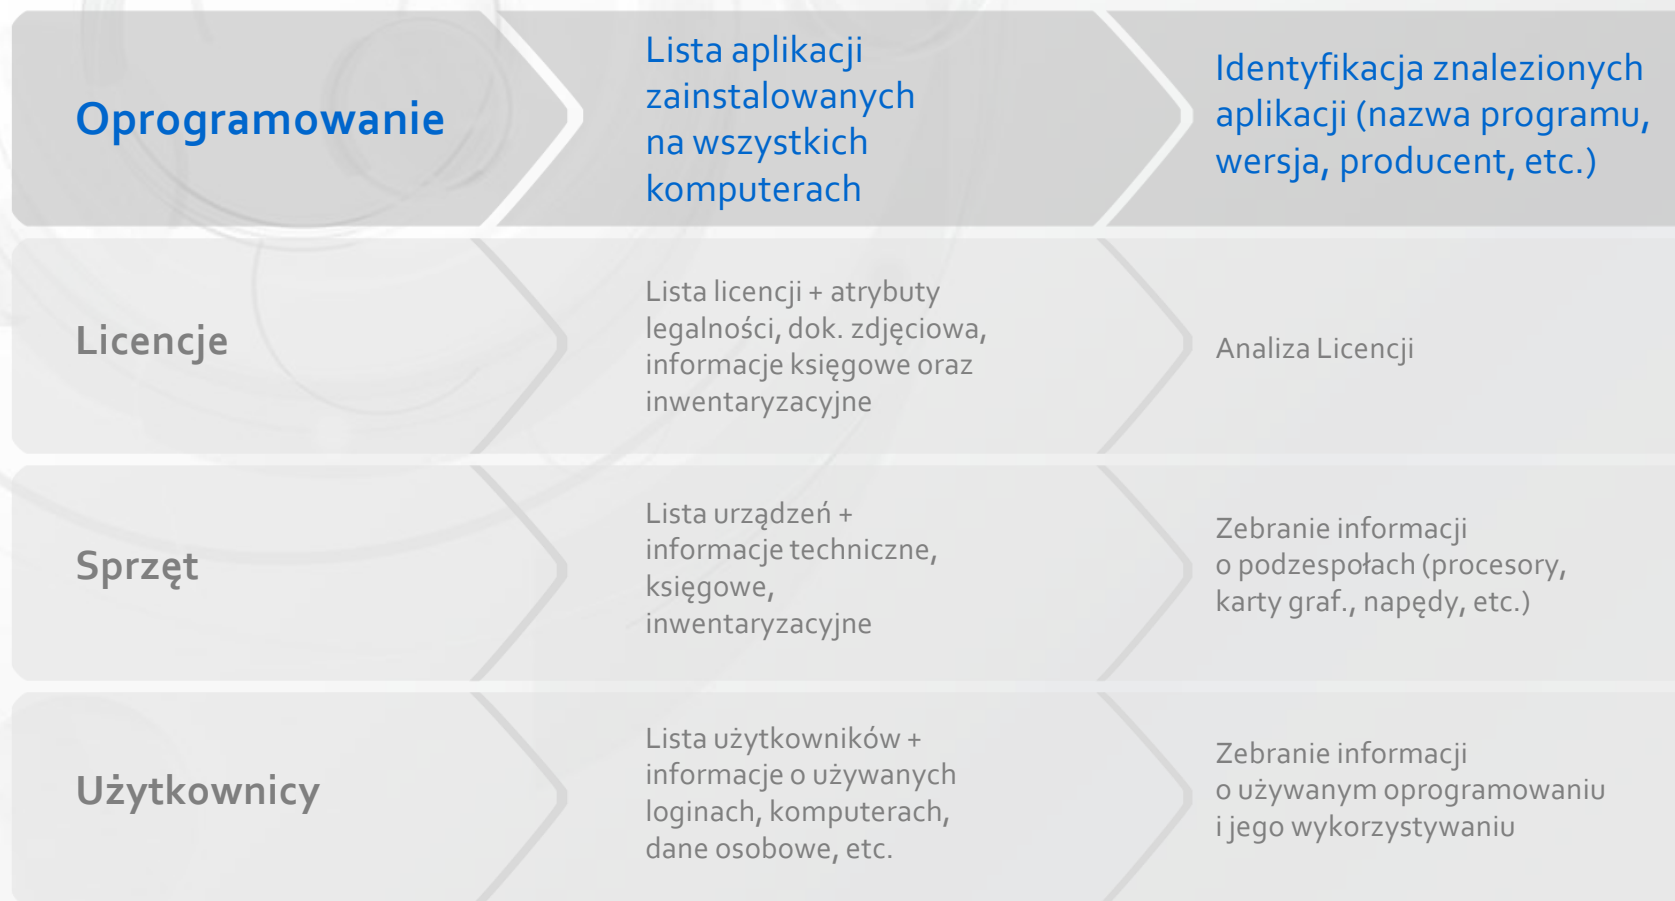 Oprogramowanie
Lista aplikacji
zainstalowanych
na wszystkich
komputerach
Identyfikacja znalezionych
aplikacji (nazwa programu,
wersja, producent, etc.)
Licencje
Lista licencji + atrybuty
legalności, dok. zdjęciowa,
informacje księgowe oraz
inwentaryzacyjne
Analiza Licencji
Sprzęt
Lista urządzeń +
informacje techniczne,
księgowe,
inwentaryzacyjne
Zebranie informacji
o podzespołach (procesory,
karty graf., napędy, etc.)
Użytkownicy
Lista użytkowników +
informacje o używanych
loginach, komputerach,
dane osobowe, etc.
Zebranie informacji
o używanym oprogramowaniu
i jego wykorzystywaniu